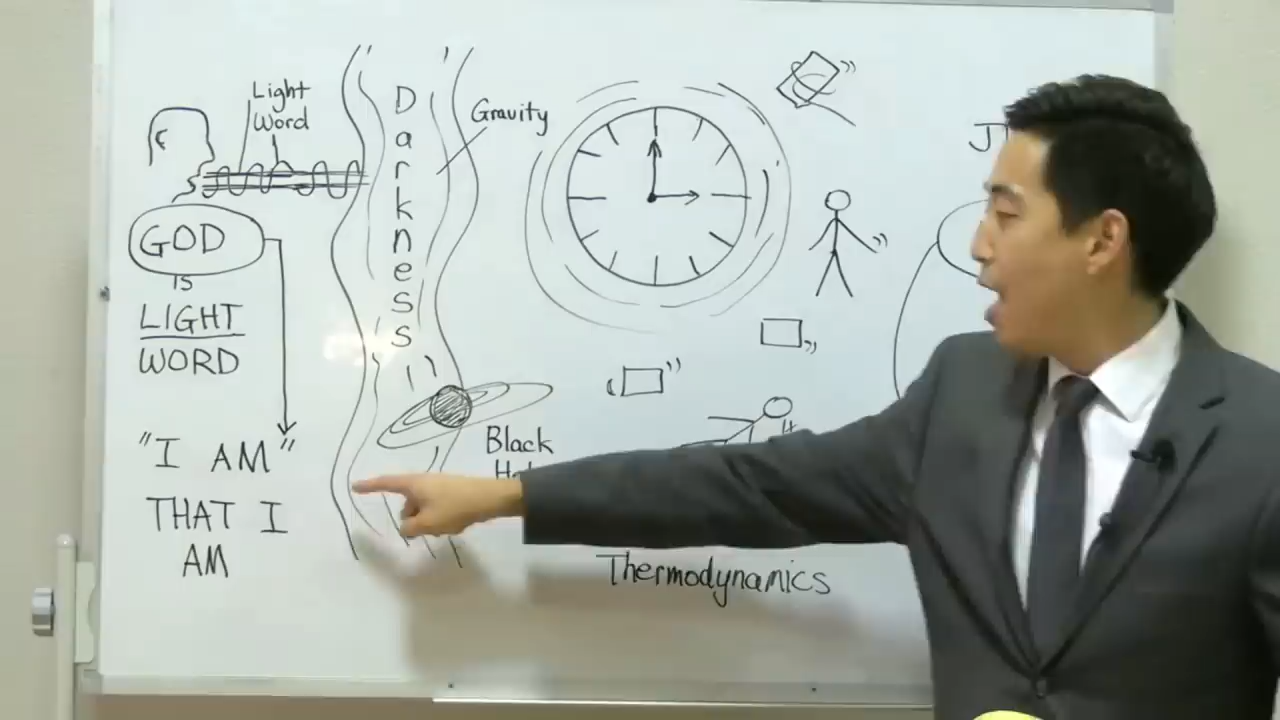 Light
Word
GOD
IS
LIGHT
WORD
"I AM"
THAT I
AM
Darkness
Gravity
Black
Thermodynamics